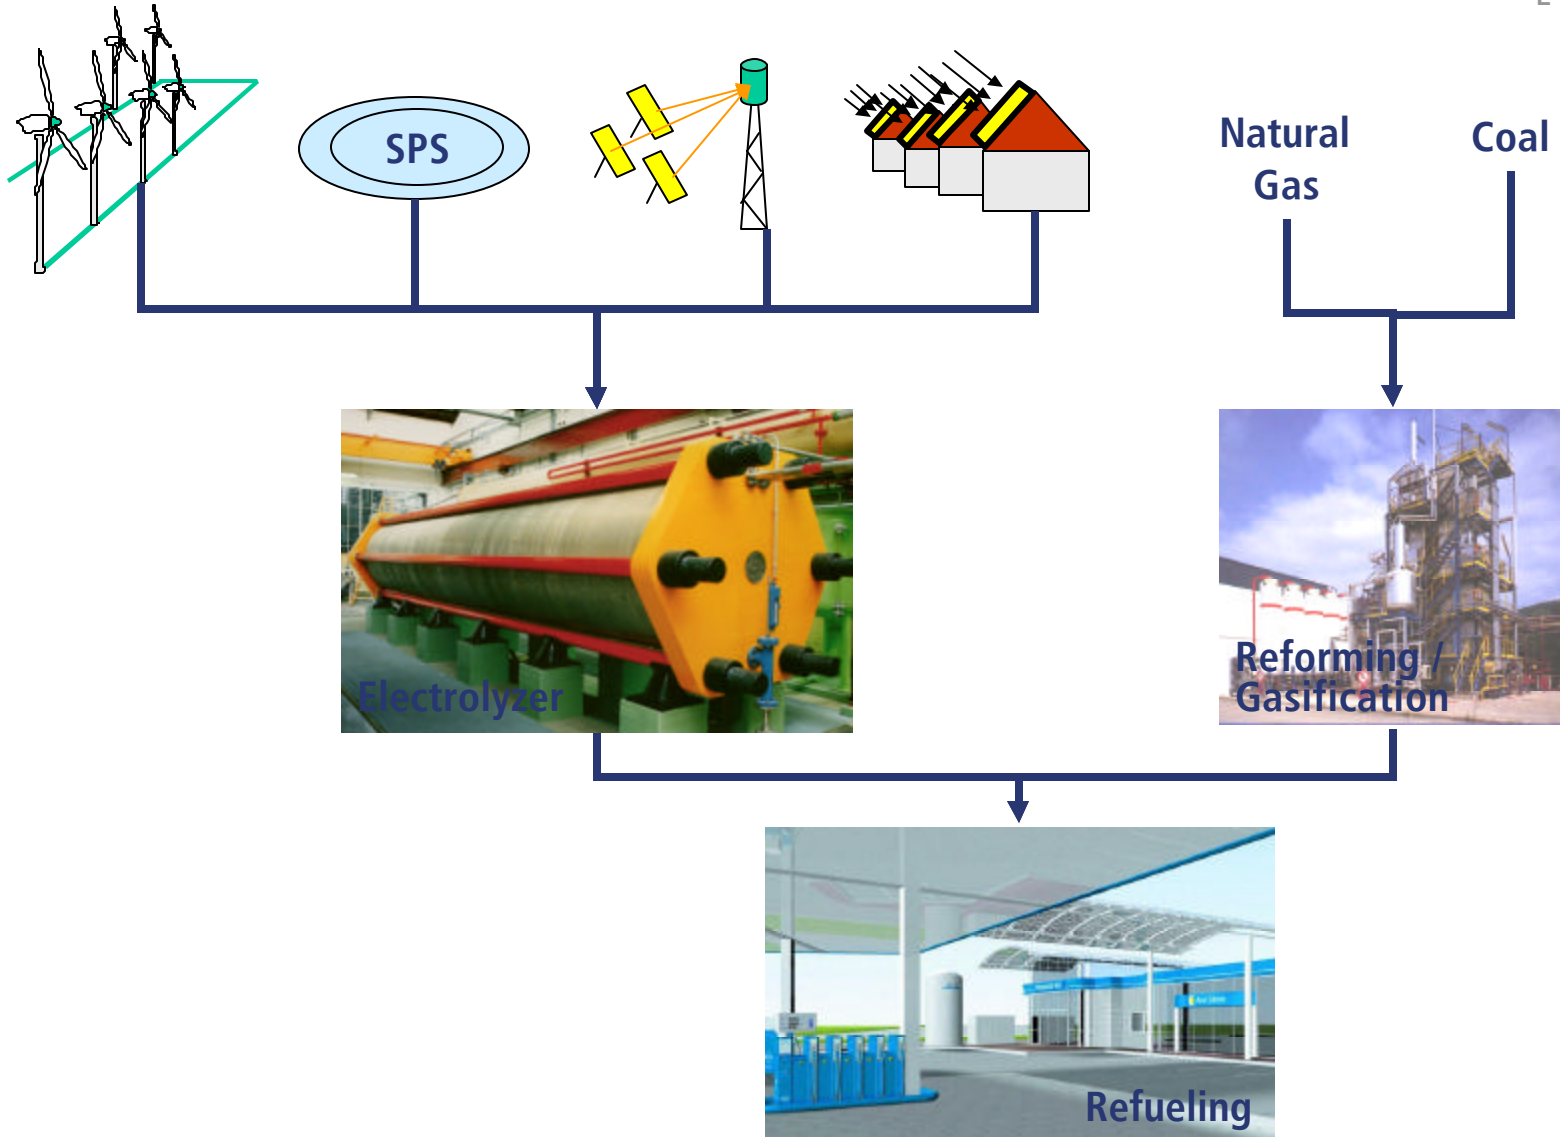 SPS
Natural
Gas
Coal
Electrolyzer
Reforming /
Gasification
Refueling